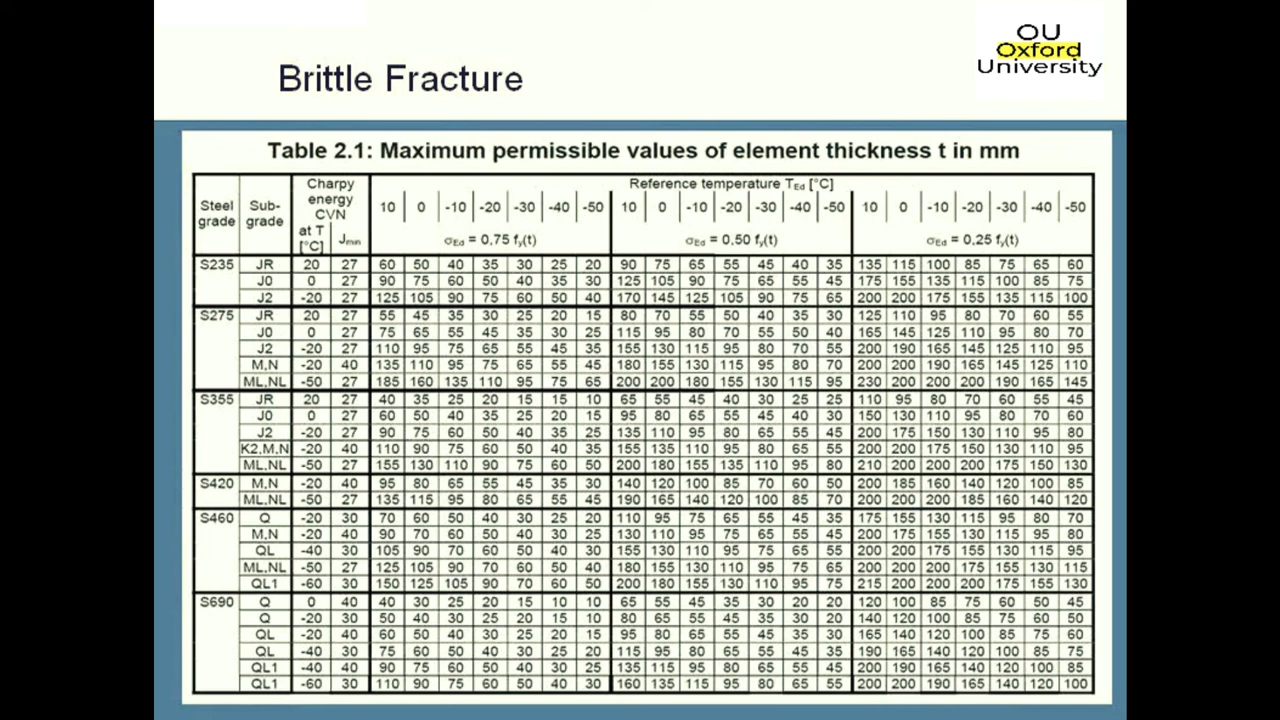 Brittle Fracture
OU
Oxford
University
Table 2.1: Maximum permissible values of element thickness t in mm
Steel grade Sub-grade Charpy energy CVN Reference temperature TEd [°C]
at T [°C] Jmin 10 0 -10 -20 -30 -40 -50 10 0 -10 -20 -30 -40 -50 10 0 -10 -20 -30 -40 -50
σEd = 0,75 fy(t) σEd = 0,50 fy(t) σEd = 0,25 fy(t)
S235 JR 20 27 60 50 40 35 30 25 20 90 75 65 55 45 40 35 135 115 100 85 75 65 60
J0 0 27 90 75 60 50 40 35 30 125 105 90 75 65 55 45 175 155 135 115 100 85 75
J2 -20 27 125 105 90 75 60 50 40 170 145 125 105 90 75 65 200 200 175 155 135 115 100
S275 JR 20 27 55 45 35 30 25 20 15 80 70 55 50 40 35 30 125 110 95 80 70 60 55
J0 0 27 75 65 55 45 35 30 25 115 95 80 70 55 50 40 165 145 125 110 95 80 70
J2 -20 27 110 95 75 65 55 45 35 155 130 115 95 80 70 55 200 190 165 145 125 110 95
M,N -20 40 135 110 95 75 65 55 45 180 155 130 115 95 80 70 200 200 190 165 145 125 110
ML,NL -50 27 185 160 135 110 95 75 65 200 200 180 155 130 115 95 230 200 200 200 190 165 145
S355 JR 20 27 40 35 25 20 15 15 10 65 55 45 40 30 25 25 110 95 80 70 60 55 45
J0 0 27 60 50 40 35 25 20 15 95 80 65 55 45 40 30 150 130 110 95 80 70 60
J2 -20 27 90 75 60 50 40 35 25 135 110 95 80 65 55 45 200 175 150 130 110 95 80
K2,M,N -20 40 110 90 75 60 50 40 35 155 135 110 95 80 65 55 200 200 175 150 130 110 95
ML,NL -50 27 155 130 110 90 75 60 50 200 180 155 135 110 95 80 210 200 200 200 175 150 130
S420 M,N -20 40 95 80 65 55 45 35 30 140 120 100 85 70 60 50 200 185 160 140 120 100 85
ML,NL -50 27 135 115 95 80 65 55 45 190 165 140 120 100 85 70 200 200 200 185 160 140 120
S460 Q -20 30 70 60 50 40 30 25 20 110 95 75 65 55 45 35 175 155 130 115 95 80 70
M,N -20 40 90 70 60 50 40 30 25 130 110 95 75 65 55 45 200 175 155 130 115 95 80
QL -40 30 105 90 70 60 50 40 30 155 130 110 95 75 65 55 200 200 175 155 130 115 95
ML,NL -50 27 125 105 90 70 60 50 40 180 155 130 110 95 75 65 200 200 200 175 155 130 115
QL1 -60 30 150 125 105 90 70 60 50 200 180 155 130 110 95 75 215 200 200 200 175 155 130
S690 Q 0 40 40 30 25 20 15 10 10 65 55 45 35 30 20 20 120 100 85 75 60 50 45
Q -20 30 50 40 30 25 20 15 10 80 65 55 45 35 30 20 140 120 100 85 75 60 50
QL -20 40 60 50 40 30 25 20 15 95 80 65 55 45 35 30 165 140 120 100 85 75 60
QL -40 30 75 60 50 40 30 25 20 115 95 80 65 55 45 35 190 165 140 120 100 85 75
QL1 -40 40 90 75 60 50 40 30 25 135 115 95 80 65 55 45 200 190 165 140 120 100 85
QL1 -60 30 110 90 75 60 50 40 30 160 135 115 95 80 65 55 200 200 190 165 140 120 100